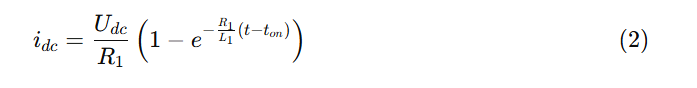 i_{dc} = \frac{U_{dc}}{R_1} \left( 1 - e^{-\frac{R_1}{L_1}(t - t_{on})} \right) (2)